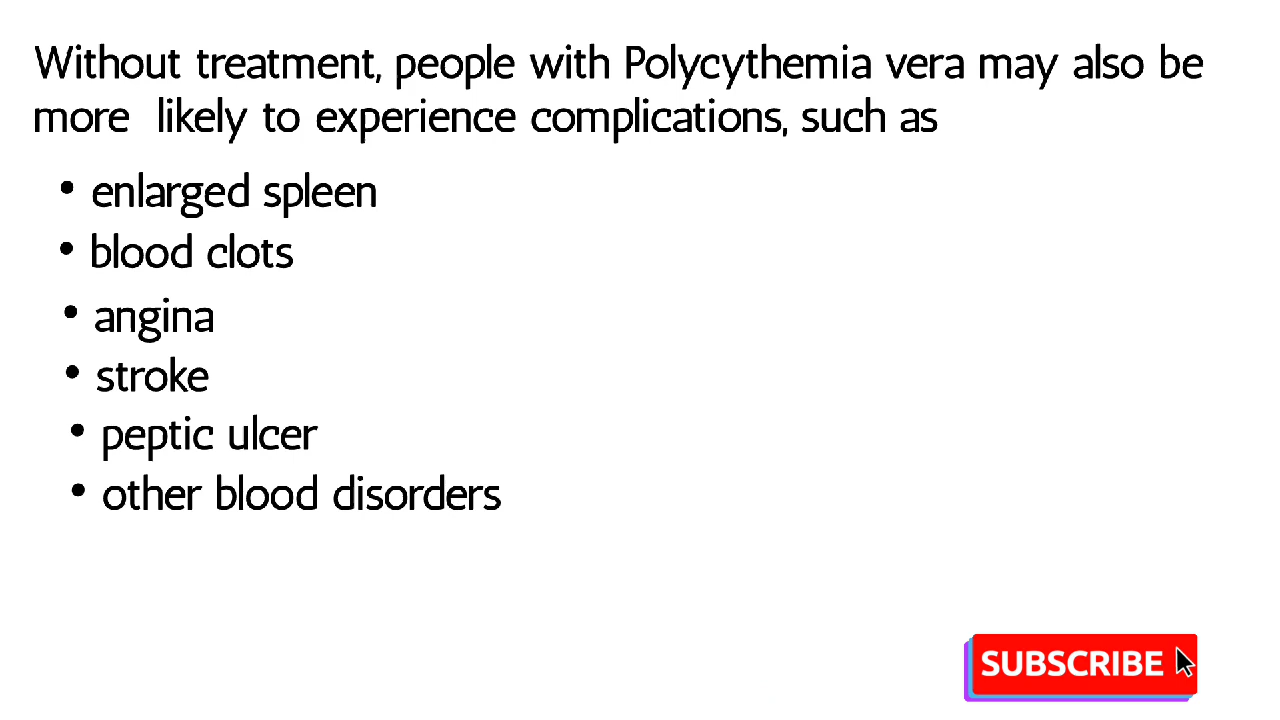 Without treatment, people with Polycythemia vera may also be
more likely to experience complications, such as
• enlarged spleen
• blood clots
• angina
• stroke
• peptic ulcer
• other blood disorders
SUBSCRIBE